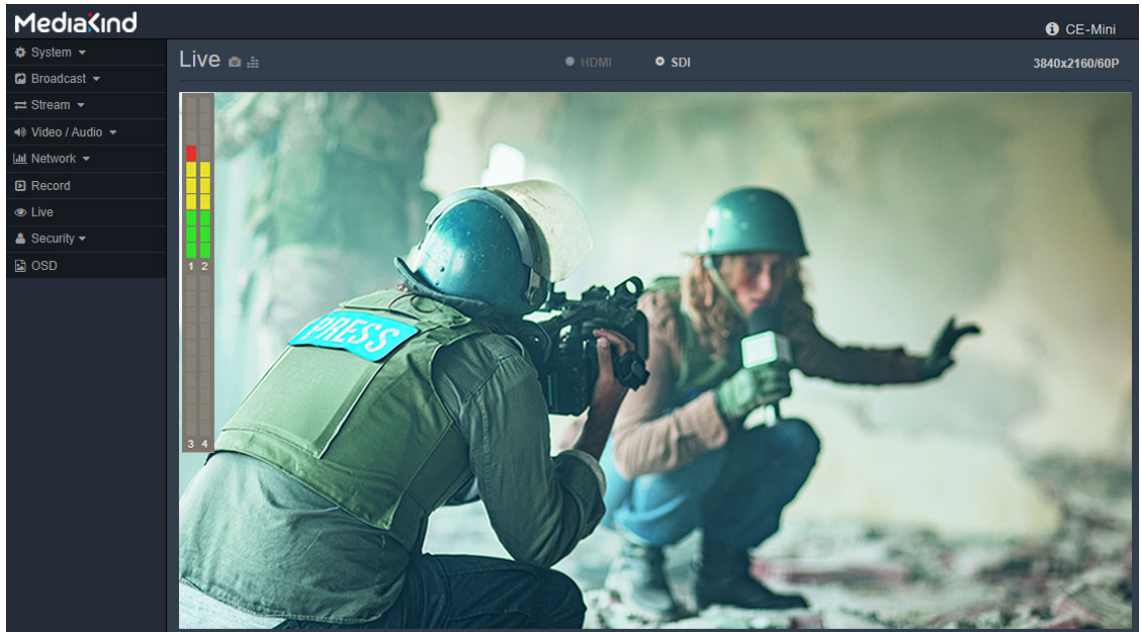 MediaKind
CE-Mini
System
Broadcast
Stream
Video / Audio
Network
Record
Live
Security
OSD
Live
HDMI
SDI
3840x2160/60P
1 2
3 4
PRESS